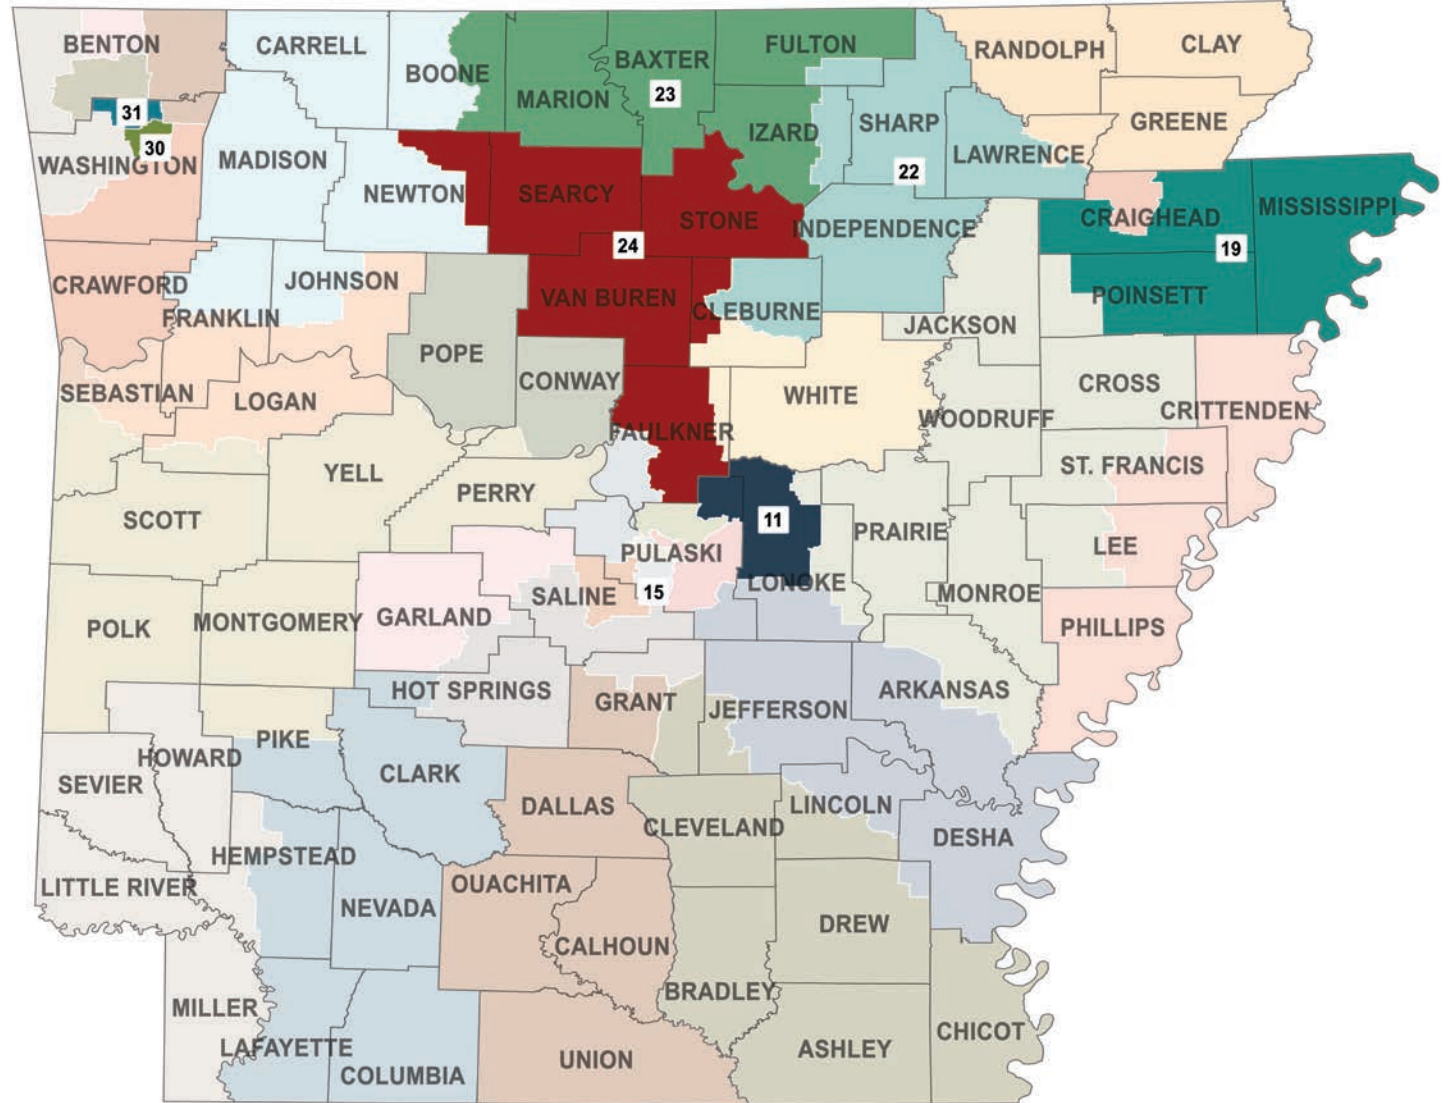 BENTON
CARRELL
BOONE
MARION
BAXTER
23
FULTON
RANDOLPH
CLAY
31
30
WASHINGTON
MADISON
NEWTON
SEARCY
STONE
IZARD
SHARP
22
LAWRENCE
GREENE
CRAIGHEAD
MISSISSIPPI
19
INDEPENDENCE
24
CRAWFORD
FRANKLIN
JOHNSON
VAN BUREN
CLEBURNE
JACKSON
POINSETT
POPE
CONWAY
SEBASTIAN
LOGAN
WHITE
WOODRUFF
CROSS
CRITTENDEN
FAULKNER
YELL
ST. FRANCIS
SCOTT
PERRY
11
PRAIRIE
LEE
PULASKI
LONOKE
MONROE
SALINE
15
POLK
MONTGOMERY
GARLAND
PHILLIPS
HOT SPRINGS
GRANT
JEFFERSON
ARKANSAS
PIKE
HOWARD
SEVIER
CLARK
DALLAS
CLEVELAND
LINCOLN
DESHA
HEMPSTEAD
LITTLE RIVER
NEVADA
OUACHITA
CALHOUN
DREW
BRADLEY
MILLER
LAFAYETTE
COLUMBIA
UNION
ASHLEY
CHICOT